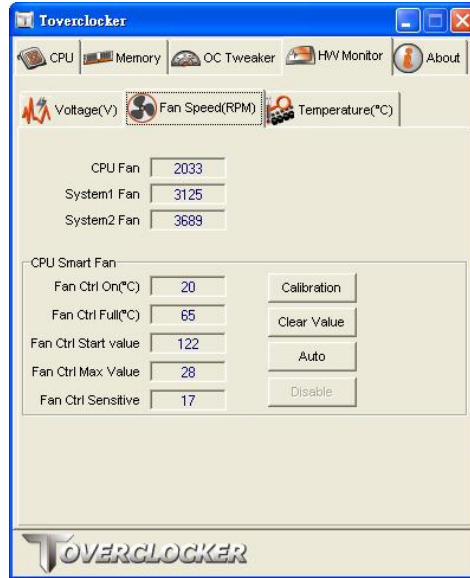 Toverclocker
CPU Memory OC Tweaker H/W Monitor About
Voltage(V) Fan Speed(RPM) Temperature(°C)
CPU Fan 2033
System1 Fan 3125
System2 Fan 3689
CPU Smart Fan
Fan Ctrl On(°C) 20 Calibration
Fan Ctrl Full(°C) 65 Clear Value
Fan Ctrl Start value 122 Auto
Fan Ctrl Max Value 28 Disable
Fan Ctrl Sensitive 17
TOVERCLOCKER